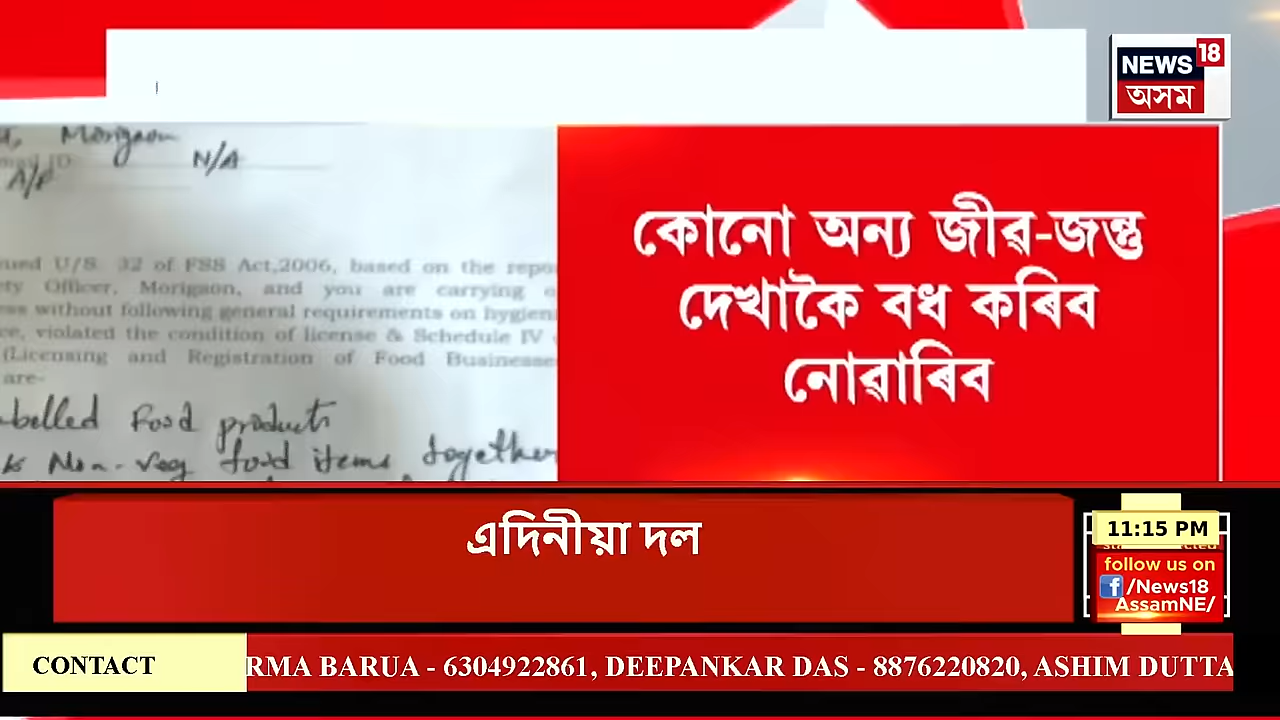 NEWS 18
অসম
Morigaon
N/A
U/S. 32 of FSS Act,2006, based on the
Officer, Morigaon, and you are carrying
without following general requirements on
violated the condition of license & Schedule IV
(Licensing and Registration of Food
are-
Food products
Non-veg food items together
কোনো অন্য জীৱ-জন্তু
দেখাকৈ বধ কৰিব
নোৱাৰিব
এদিনীয়া দল
11:15 PM
follow us on
/News18
AssamNE/
CONTACT
RMA BARUA - 6304922861, DEEPANKAR DAS - 8876220820, ASHIM DUTTA